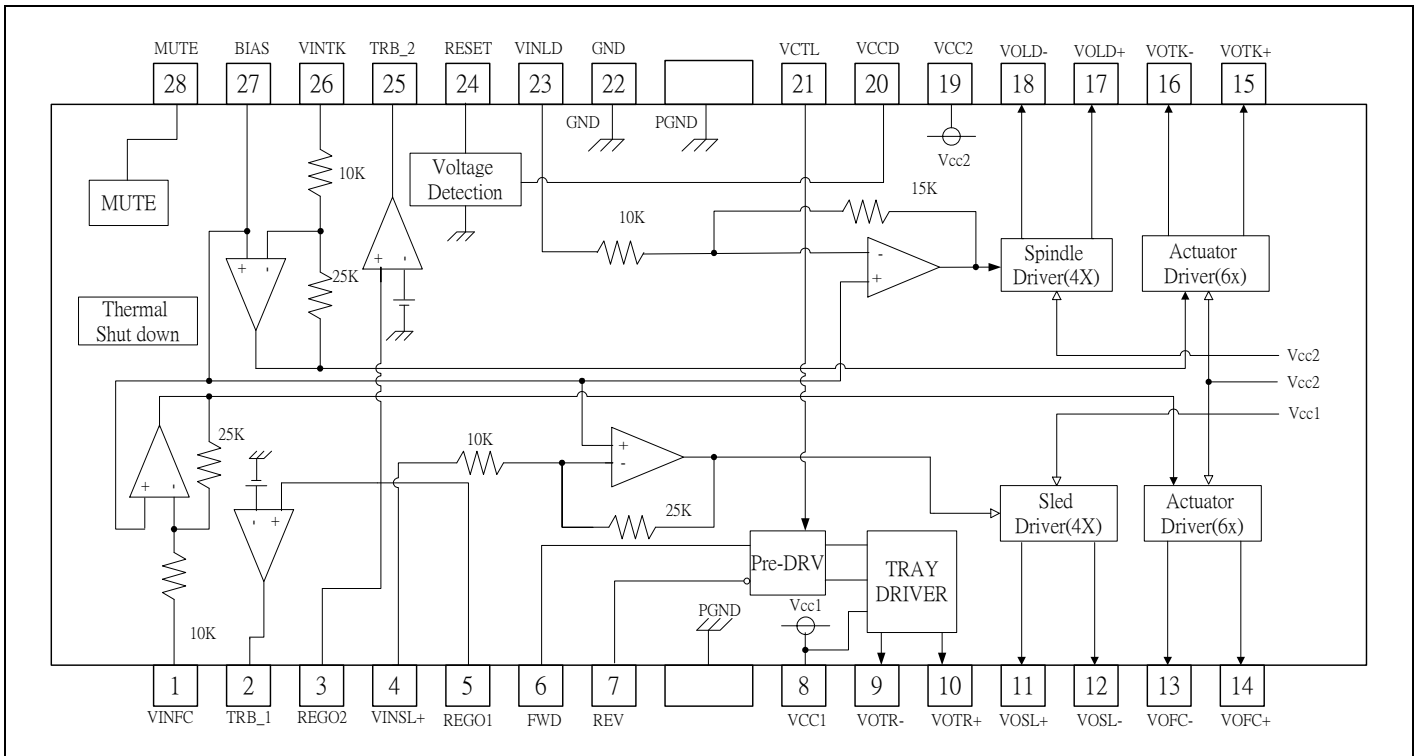 MUTE BIAS VINTK TRB_2 RESET VINLD GND VCTL VCCD VCC2 VOLD- VOLD+ VOTK- VOTK+
28 27 26 25 24 23 22 21 20 19 18 17 16 15
GND PGND
Vcc2
10K
Voltage
Detection
MUTE
15K
10K
+ -
25K
+
-
+
Spindle
Driver(4X)
Actuator
Driver(6x)
Thermal
Shut down
Vcc2
Vcc2
Vcc1
25K
10K
+
-
+ -
- +
25K
Sled
Driver(4X)
Actuator
Driver(6x)
Pre-DRV
TRAY
DRIVER
Vcc1
PGND
10K
1 2 3 4 5 6 7 8 9 10 11 12 13 14
VINFC TRB_1 REGO2 VINSL+ REGO1 FWD REV VCC1 VOTR- VOTR+ VOSL+ VOSL- VOFC- VOFC+